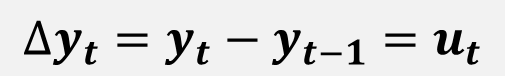 Δy_t = y_t − y_{t−1} = u_t